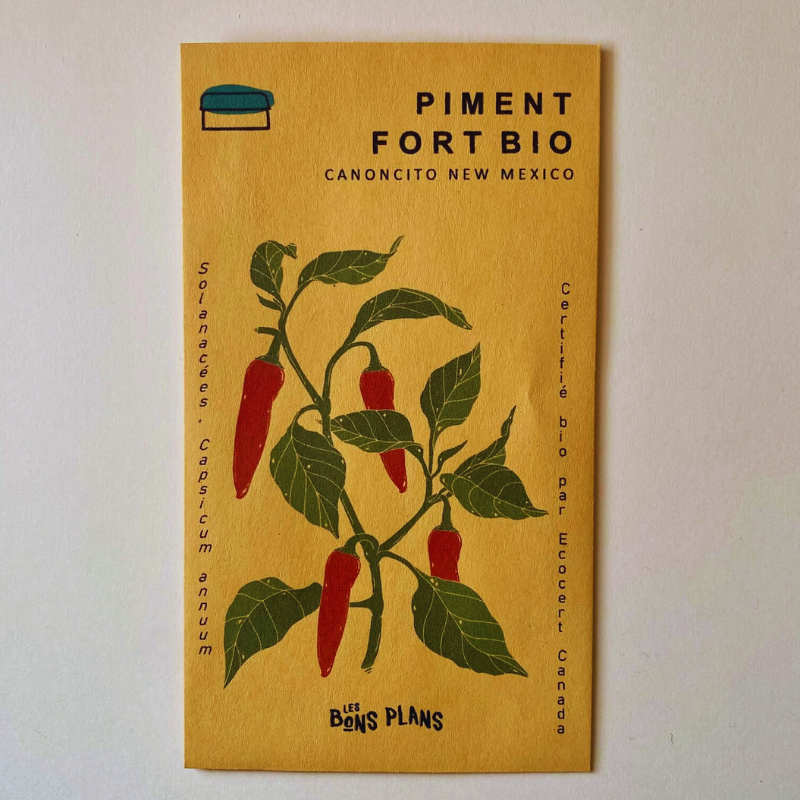 PIMENT
FORT BIO
CANONCITO NEW MEXICO
Solanacées, Capsicum annuum
Certifié bio par Ecocert Canada
LES
BONS PLANS